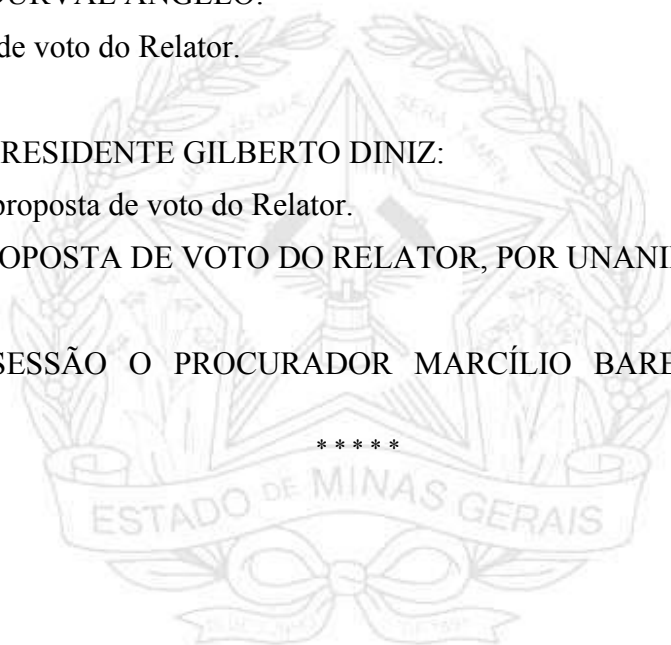 DURVAL ÂNGELO:
de voto do Relator.
RESIDENTE GILBERTO DINIZ:
proposta de voto do Relator.
OPOSTA DE VOTO DO RELATOR, POR UNANI
SESSÃO O PROCURADOR MARCÍLIO BARE
* * * * *
ESTADO DE MINAS GERAIS